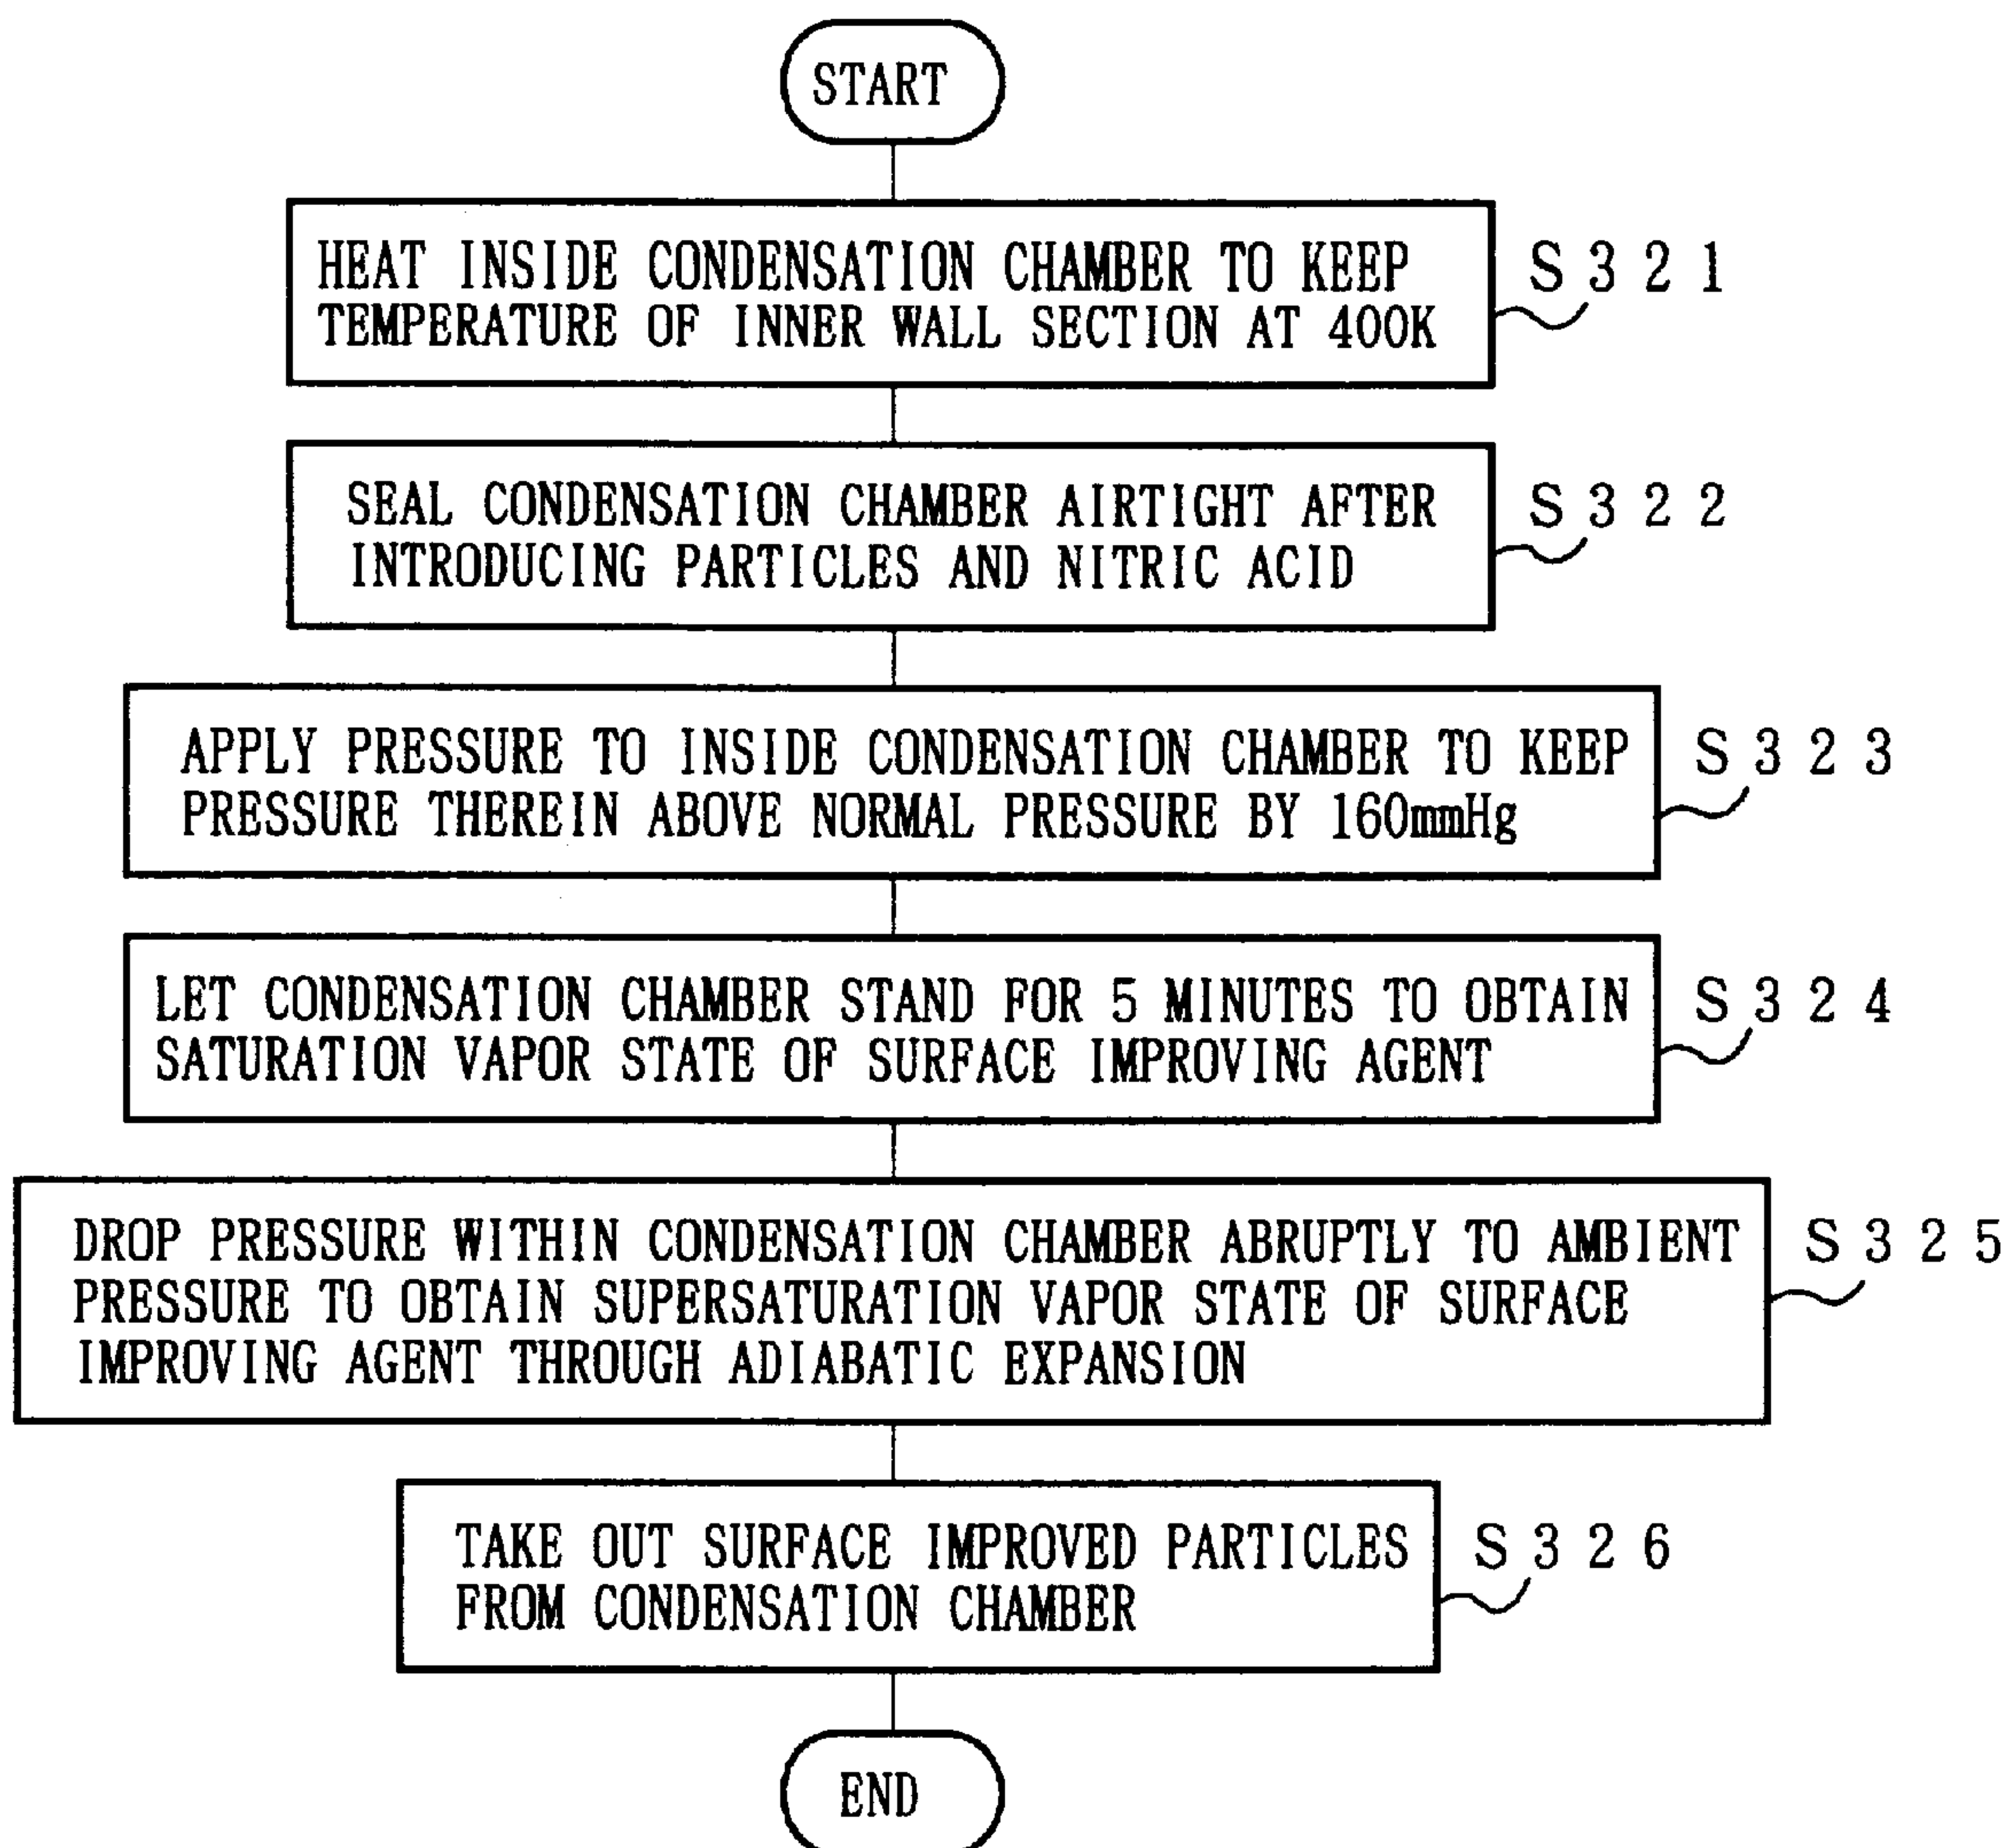 START
HEAT INSIDE CONDENSATION CHAMBER TO KEEP
TEMPERATURE OF INNER WALL SECTION AT 400K
S321
SEAL CONDENSATION CHAMBER AIRTIGHT AFTER
INTRODUCING PARTICLES AND NITRIC ACID
S322
APPLY PRESSURE TO INSIDE CONDENSATION CHAMBER TO KEEP
PRESSURE THEREIN ABOVE NORMAL PRESSURE BY 160mmHg
S323
LET CONDENSATION CHAMBER STAND FOR 5 MINUTES TO OBTAIN
SATURATION VAPOR STATE OF SURFACE IMPROVING AGENT
S324
DROP PRESSURE WITHIN CONDENSATION CHAMBER ABRUPTLY TO AMBIENT
PRESSURE TO OBTAIN SUPERSATURATION VAPOR STATE OF SURFACE
IMPROVING AGENT THROUGH ADIABATIC EXPANSION
S325
TAKE OUT SURFACE IMPROVED PARTICLES
FROM CONDENSATION CHAMBER
S326
END